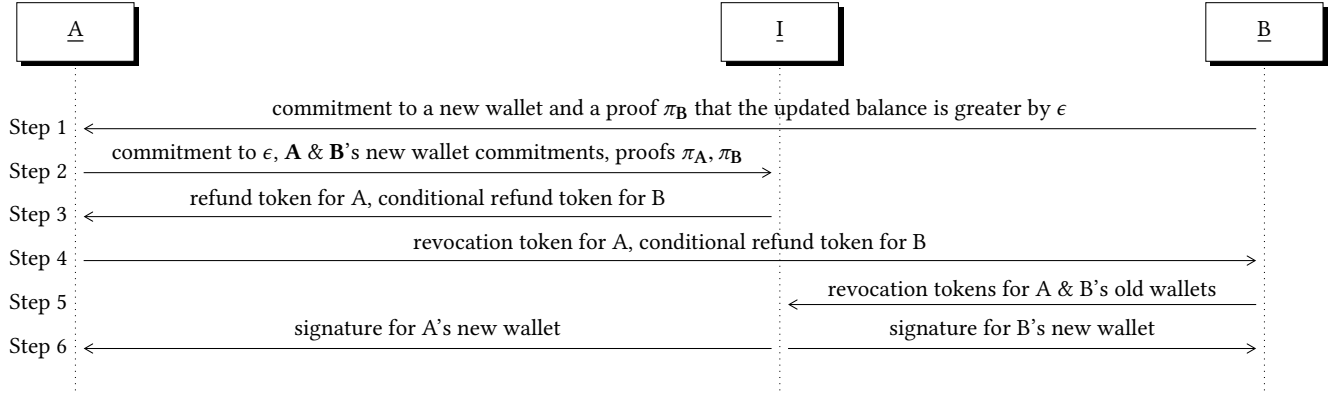 A I B
commitment to a new wallet and a proof π_B that the updated balance is greater by ϵ
Step 1
commitment to ϵ, A & B's new wallet commitments, proofs π_A, π_B
Step 2
refund token for A, conditional refund token for B
Step 3
revocation token for A, conditional refund token for B
Step 4
revocation tokens for A & B's old wallets
Step 5
signature for A's new wallet signature for B's new wallet
Step 6